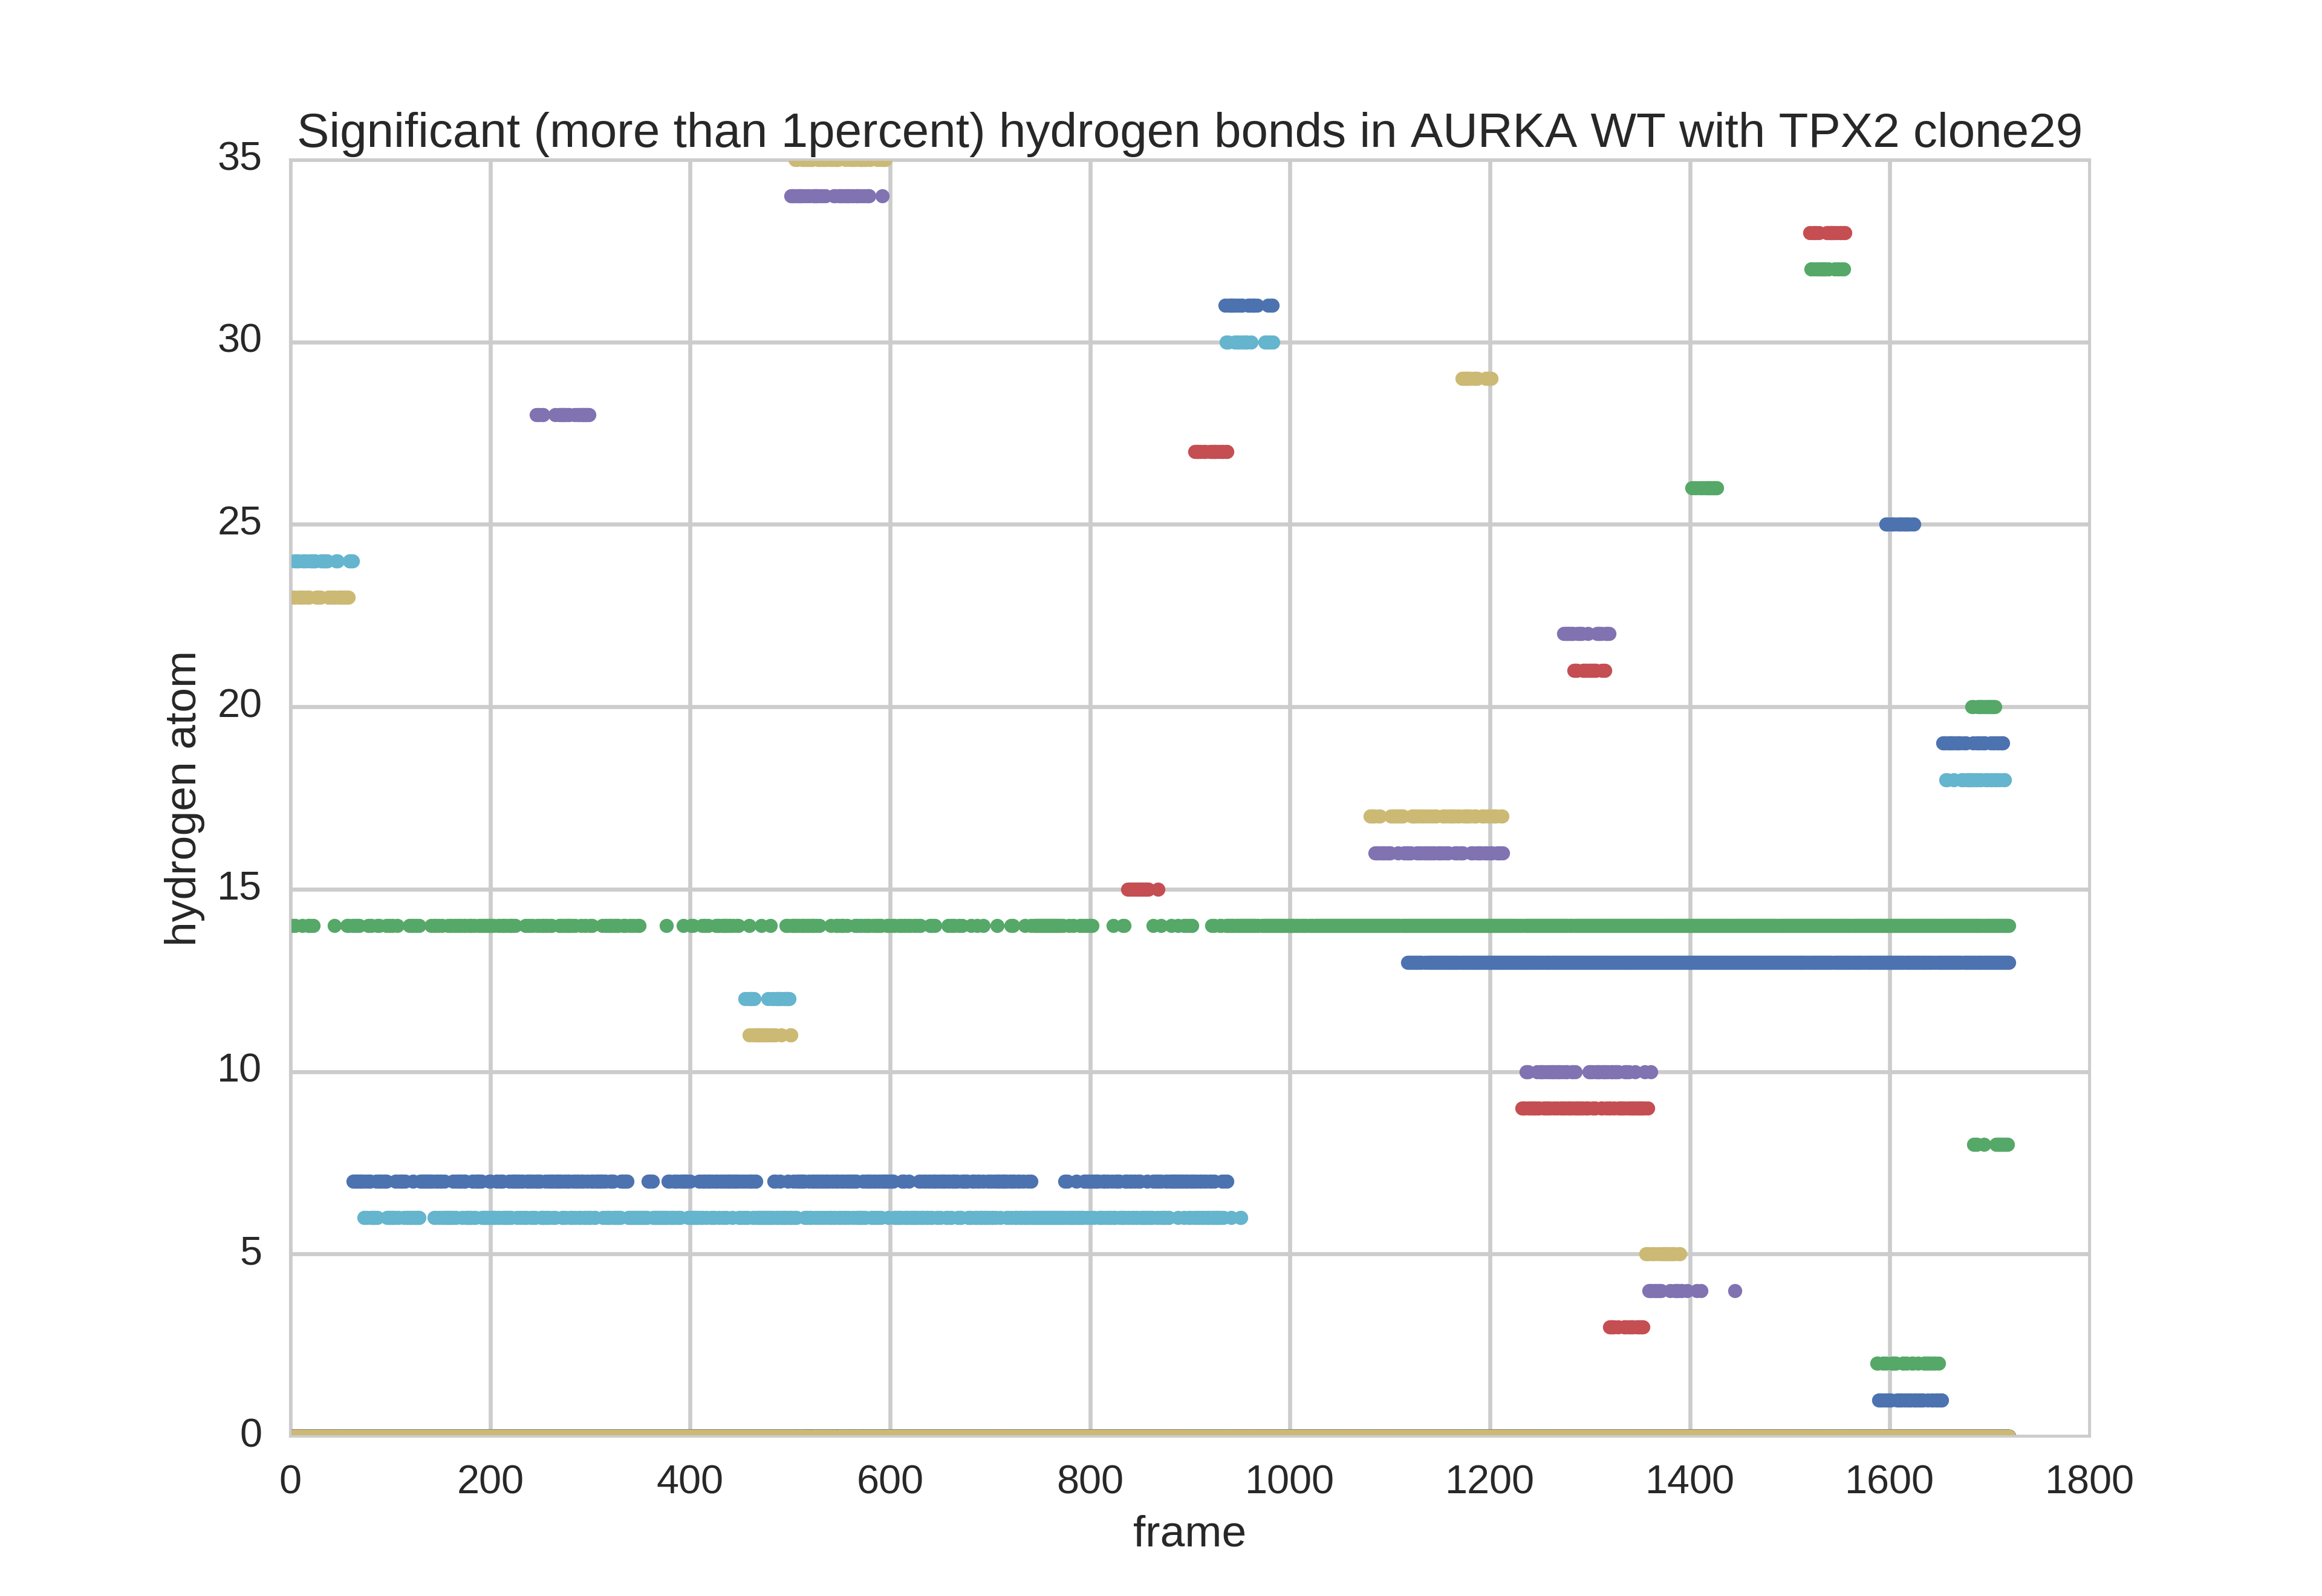 Significant (more than 1percent) hydrogen bonds in AURKA WT with TPX2 clone29
35
30
25
20
15
10
5
0
hydrogen atom
0 200 400 600 800 1000 1200 1400 1600 1800
frame